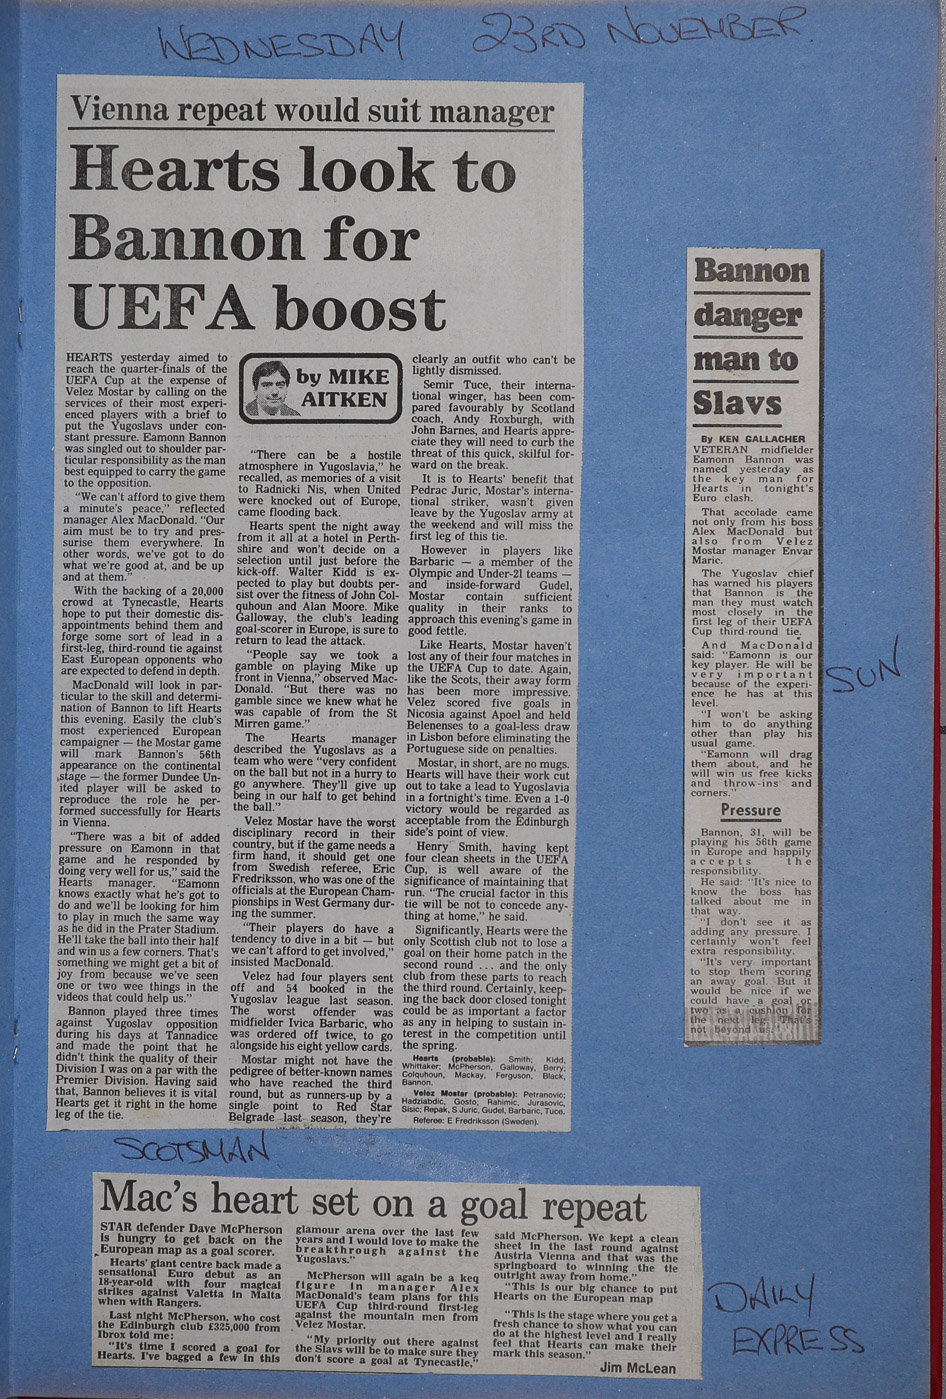 WEDNESDAY 23RD NOVEMBER.
Vienna repeat would suit manager
Hearts look to
Bannon for
UEFA boost
HEARTS yesterday aimed to
reach the quarter-finals of the
UEFA Cup at the expense of
Velez Mostar by calling on the
services of their most experi-
enced players with a brief to
put the Yugoslavs under con-
stant pressure. Eamonn Bannon
was singled out to shoulder par-
ticular responsibility as the man
best equipped to carry the game
to the opposition.
"We can't afford to give them
a minute's peace," reflected
manager Alex MacDonald. "Our
aim must be to try and pres-
surise them everywhere. In
other words, we've got to do
what we're good at, and be up
and at them."
With the backing of a 20,000
crowd at Tynecastle, Hearts
hope to put their domestic dis-
appointments behind them and
forge some sort of lead in a
first-leg, third-round tie against
East European opponents who
are expected to defend in depth.
MacDonald will look in par-
ticular to the skill and determi-
nation of Bannon to lift Hearts
this evening. Easily the club's
most experienced European
campaigner — the Mostar game
will mark Bannon's 56th
appearance on the continental
stage — the former Dundee Un-
ited player will be asked to
reproduce the role he per-
formed successfully for Hearts
in Vienna.
"There was a bit of added
pressure on Eamonn in that
game and he responded by
doing very well for us," said the
Hearts manager. "Eamonn
knows exactly what he's got to
do and we'll be looking for him
to play in much the same way
as he did in the Prater Stadium.
He'll take the ball into their half
and win us a few corners. That's
something we might get a bit of
joy from because we've seen
one or two wee things in the
videos that could help us."
Bannon played three times
against Yugoslav opposition
during his days at Tannadice
and made the point that he
didn't think the quality of their
Division I was on a par with the
Premier Division. Having said
that, Bannon believes it is vital
Hearts get it right in the home
leg of the tie.
by MIKE
AITKEN
"There can be a hostile
atmosphere in Yugoslavia," he
recalled, as memories of a visit
to Radnicki Nis, when United
were knocked out of Europe,
came flooding back.
Hearts spent the night away
from it all at a hotel in Perth-
shire and won't decide on a
selection until just before the
kick-off. Walter Kidd is ex-
pected to play but doubts per-
sist over the fitness of John Col-
quhoun and Alan Moore. Mike
Galloway, the club's leading
goal-scorer in Europe, is sure to
return to lead the attack.
"People say we took a
gamble on playing Mike up
front in Vienna," observed Mac-
Donald. "But there was no
gamble since we knew what he
was capable of from the St
Mirren game."
The Hearts manager
described the Yugoslavs as a
team who were "very confident
on the ball but not in a hurry to
go anywhere. They'll give up
being in our half to get behind
the ball."
Velez Mostar have the worst
disciplinary record in their
country, but if the game needs a
firm hand, it should get one
from Swedish referee, Eric
Fredriksson, who was one of the
officials at the European Cham-
pionships in West Germany dur-
ing the summer.
"Their players do have a
tendency to dive in a bit — but
we can't afford to get involved,"
insisted MacDonald.
Velez had four players sent
off and 54 booked in the
Yugoslav league last season.
The worst offender was
midfielder Ivica Barbaric, who
was ordered off twice, to go
alongside his eight yellow cards.
Mostar might not have the
pedigree of better-known names
who have reached the third
round, but as runners-up by a
single point to Red Star
Belgrade last season, they're
clearly an outfit who can't be
lightly dismissed.
Semir Tuce, their interna-
tional winger, has been com-
pared favourably by Scotland
coach, Andy Roxburgh, with
John Barnes, and Hearts appre-
ciate they will need to curb the
threat of this quick, skilful for-
ward on the break.
It is to Hearts' benefit that
Pedrac Juric, Mostar's interna-
tional striker, wasn't given
leave by the Yugoslav army at
the weekend and will miss the
first leg of this tie.
However in players like
Barbaric — a member of the
Olympic and Under-21 teams —
and inside-forward Gudel,
Mostar contain sufficient
quality in their ranks to
approach this evening's game in
good fettle.
Like Hearts, Mostar haven't
lost any of their four matches in
the UEFA Cup to date. Again,
like the Scots, their away form
has been more impressive.
Velez scored five goals in
Nicosia against Apoel and held
Belenenses to a goal-less draw
in Lisbon before eliminating the
Portuguese side on penalties.
Mostar, in short, are no mugs.
Hearts will have their work cut
out to take a lead to Yugoslavia
in a fortnight's time. Even a 1-0
victory would be regarded as
acceptable from the Edinburgh
side's point of view.
Henry Smith, having kept
four clean sheets in the UEFA
Cup, is well aware of the
significance of maintaining that
run. "The crucial factor in this
tie will be not to concede any-
thing at home," he said.
Significantly, Hearts were the
only Scottish club not to lose a
goal on their home patch in the
second round ... and the only
club from these parts to reach
the third round. Certainly, keep-
ing the back door closed tonight
could be as important a factor
as any in helping to sustain in-
terest in the competition until
the spring.
Hearts (probable): Smith; Kidd,
Whittaker; McPherson, Galloway, Berry;
Colquhoun, Mackay, Ferguson, Black,
Bannon.
Velez Mostar (probable): Petranovic;
Hadziabdic, Gosto; Rahimic, Jurasovic,
Sisic; Repak, S Juric, Gudel, Barbaric, Tuce.
Referee: E Fredriksson (Sweden).
SCOTSMAN
Bannon
danger
man to
Slavs
By KEN GALLACHER
VETERAN midfielder
Eamonn Bannon was
named yesterday as
the key man for
Hearts in tonight's
Euro clash.
That accolade came
not only from his boss
Alex MacDonald but
also from Velez
Mostar manager Envar
Maric.
The Yugoslav chief
has warned his players
that Bannon is the
man they must watch
most closely in the
first leg of their UEFA
Cup third-round tie.
And MacDonald
said: "Eamonn is our
key player. He will be
very important
because of the experi-
ence he has at this
level.
"I won't be asking
him to do anything
other than play his
usual game.
"Eamonn will drag
them about, and he
will win us free kicks
and throw-ins and
corners."
Pressure
Bannon, 31, will be
playing his 56th game
in Europe and happily
accepts the
responsibility.
He said: "It's nice to
know the boss has
talked about me in
that way.
"I don't see it as
adding any pressure. I
certainly won't feel
extra responsibility.
"It's very important
to stop them scoring
an away goal. But it
would be nice if we
could have a goal or
two as a cushion for
the next leg. That's
not beyond us.
SUN
Mac's heart set on a goal repeat
STAR defender Dave McPherson
is hungry to get back on the
European map as a goal scorer.
Hearts' giant centre back made a
sensational Euro debut as an
18-year-old with four magical
strikes against Valetta in Malta
when with Rangers.
Last night McPherson, who cost
the Edinburgh club £325,000 from
Ibrox told me:
"It's time I scored a goal for
Hearts. I've bagged a few in this
glamour arena over the last few
years and I would love to make the
breakthrough against the
Yugoslavs."
McPherson will again be a keq
figure in manager Alex
MacDonald's team plans for this
UEFA Cup third-round first-leg
against the mountain men from
Velez Mostar.
"My priority out there against
the Slavs will be to make sure they
don't score a goal at Tynecastle,"
said McPherson. We kept a clean
sheet in the last round against
Austria Vienna and that was the
springboard to winning the tie
outright away from home."
"This is our big chance to put
Hearts on the European map
"This is the stage where you get a
fresh chance to show what you can
do at the highest level and I really
feel that Hearts can make their
mark this season."
Jim McLean
DAILY
EXPRESS